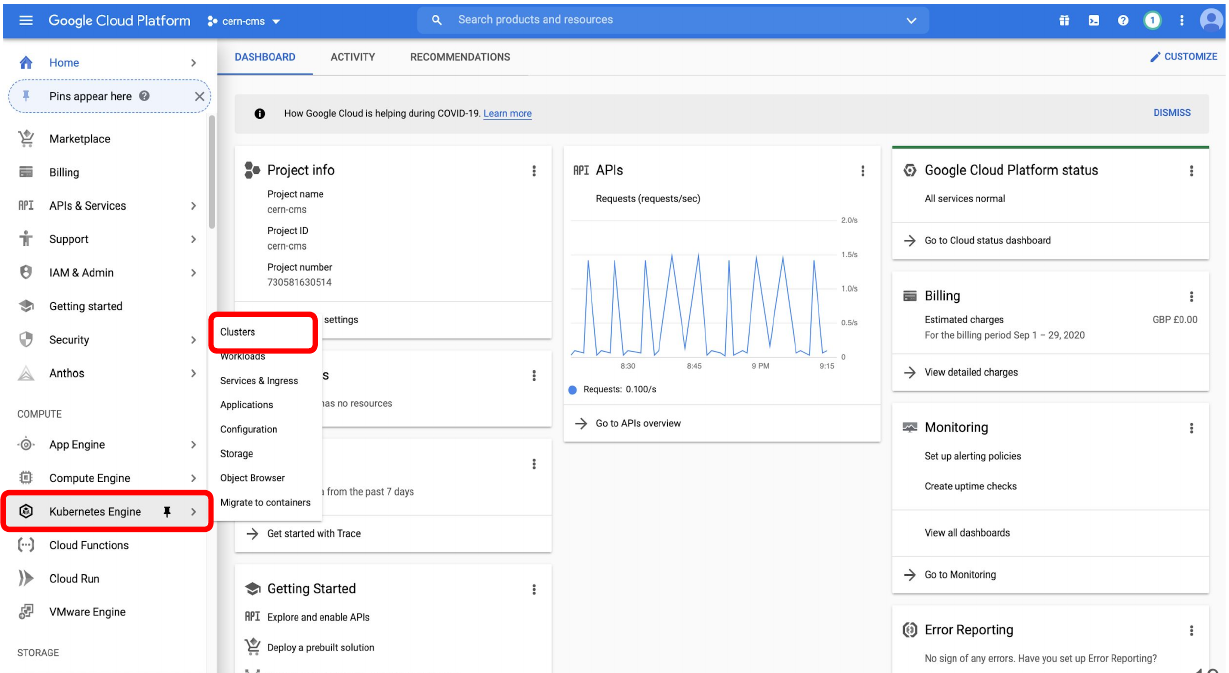 Google Cloud Platform
cern-cms
Search products and resources
1
Home
Pins appear here
Marketplace
Billing
API APIs & Services
Support
IAM & Admin
Getting started
Security
Anthos
COMPUTE
App Engine
Compute Engine
Kubernetes Engine
Cloud Functions
Cloud Run
VMware Engine
STORAGE
Clusters
Workloads
Services & Ingress
Applications
Configuration
Storage
Object Browser
Migrate to containers
DASHBOARD
ACTIVITY
RECOMMENDATIONS
CUSTOMIZE
How Google Cloud is helping during COVID-19. Learn more
DISMISS
Project info
Project name
cern-cms
Project ID
cern-cms
Project number
730581630514
settings
has no resources
from the past 7 days
Get started with Trace
Getting Started
API Explore and enable APIs
Deploy a prebuilt solution
API APIs
Requests (requests/sec)
2.0/s
1.5/s
1.0/s
0.5/s
0
8:30
8:45
9 PM
9:15
Requests: 0.100/s
Go to APIs overview
Google Cloud Platform status
All services normal
Go to Cloud status dashboard
Billing
Estimated charges
GBP £0.00
For the billing period Sep 1 – 29, 2020
View detailed charges
Monitoring
Set up alerting policies
Create uptime checks
View all dashboards
Go to Monitoring
Error Reporting
No sign of any errors. Have you set up Error Reporting?